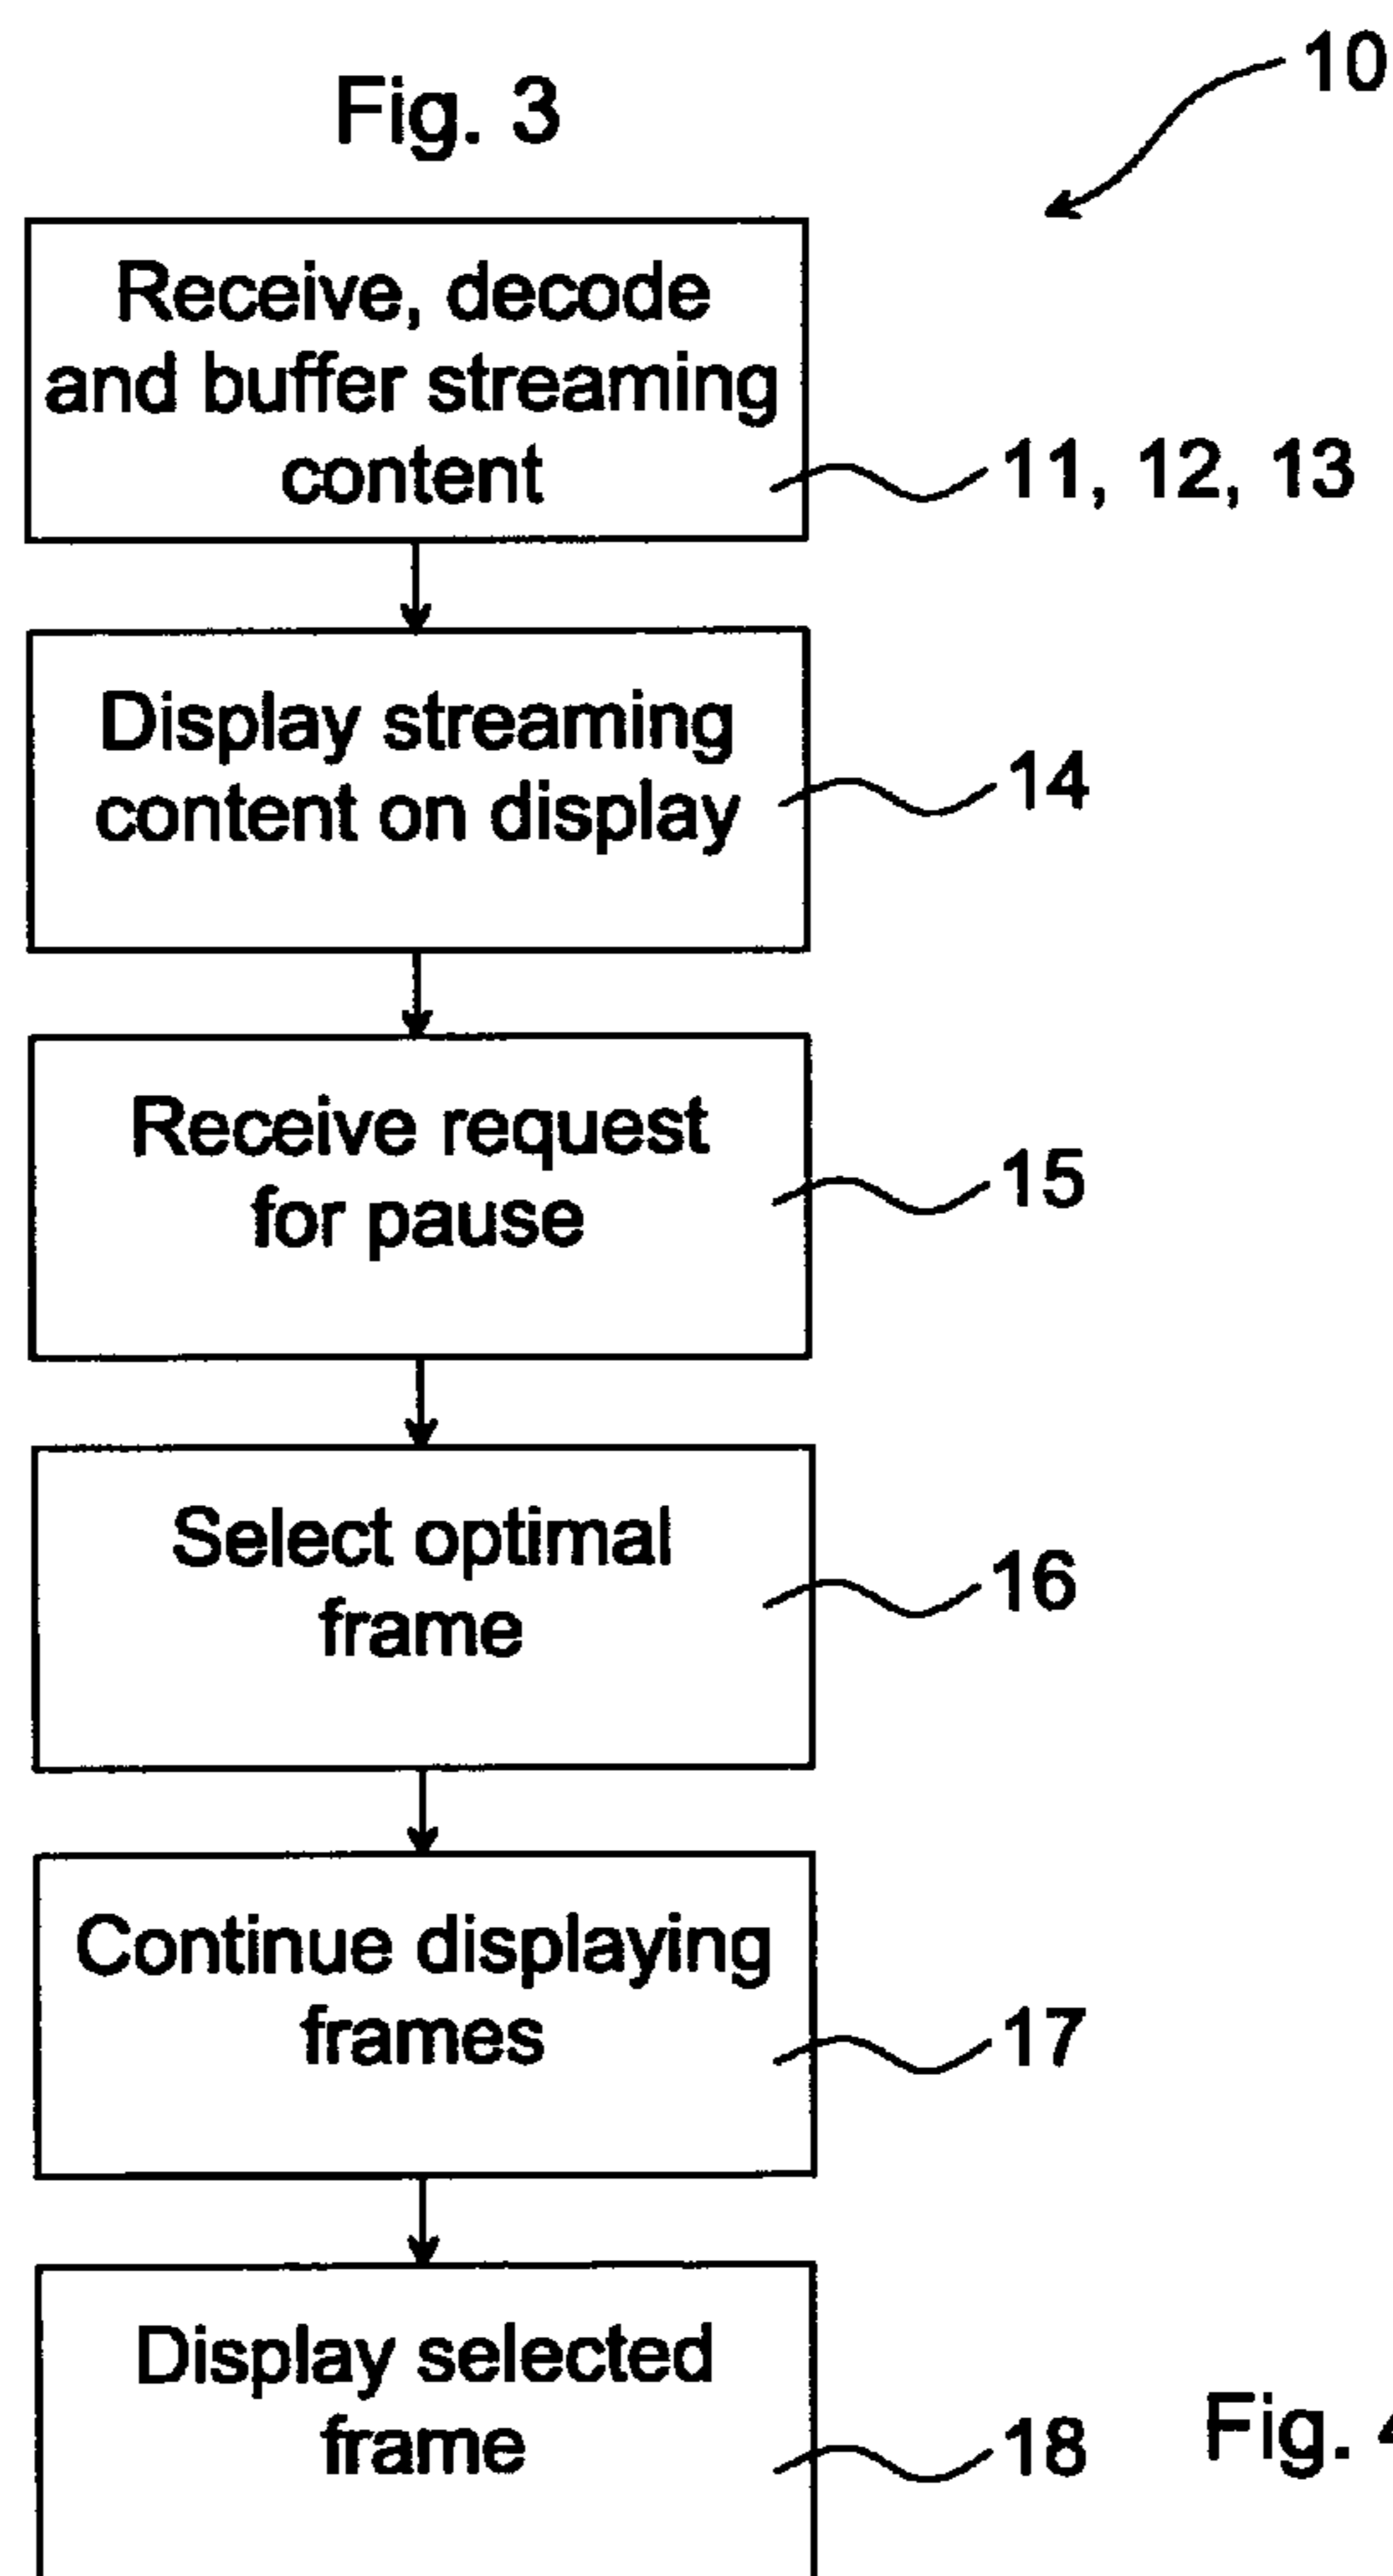 10
Fig. 3
Receive, decode
and buffer streaming
content
11, 12, 13
Display streaming
content on display
14
Receive request
for pause
15
Select optimal
frame
16
Continue displaying
frames
17
Display selected
frame
18
Fig.